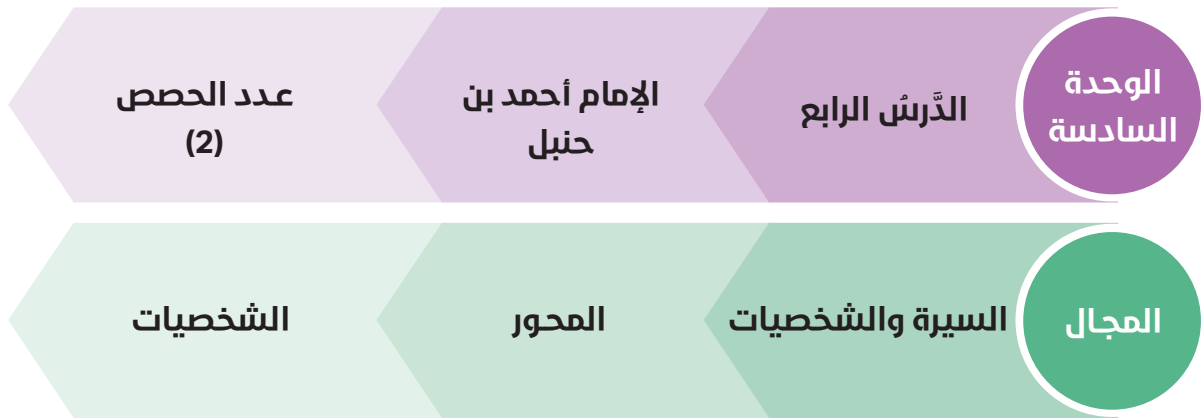 الوحدة
السادسة
الدَّرسُ الرابع
الإمام أحمد بن
حنبل
عدد الحصص
(2)
المجال
السيرة والشخصيات
المحور
الشخصيات